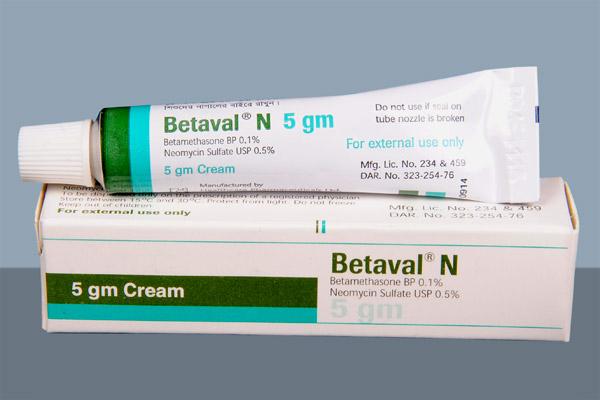 শিশুদের নাগালের বাইরে রাখুন।
Betaval® N 5 gm
Betamethasone BP 0.1%
Neomycin Sulfate USP 0.5%
5 gm Cream
Manufactured by
Healthcare Pharmaceuticals Ltd.
Do not use if seal on
tube nozzle is broken
For external use only
Mfg. Lic. No. 234 & 459
DAR. No. 323-254-76
0914
To be dispensed only on the prescription of a registered physician
Store between 15°C and 30°C. Protect from light. Do not freeze
Keep out of children
For external use only
Mfg. Lic. No. 234 & 459
DAR. No. 323-254-76
5 gm Cream
Betaval® N
Betamethasone BP 0.1%
Neomycin Sulfate USP 0.5%
5 gm